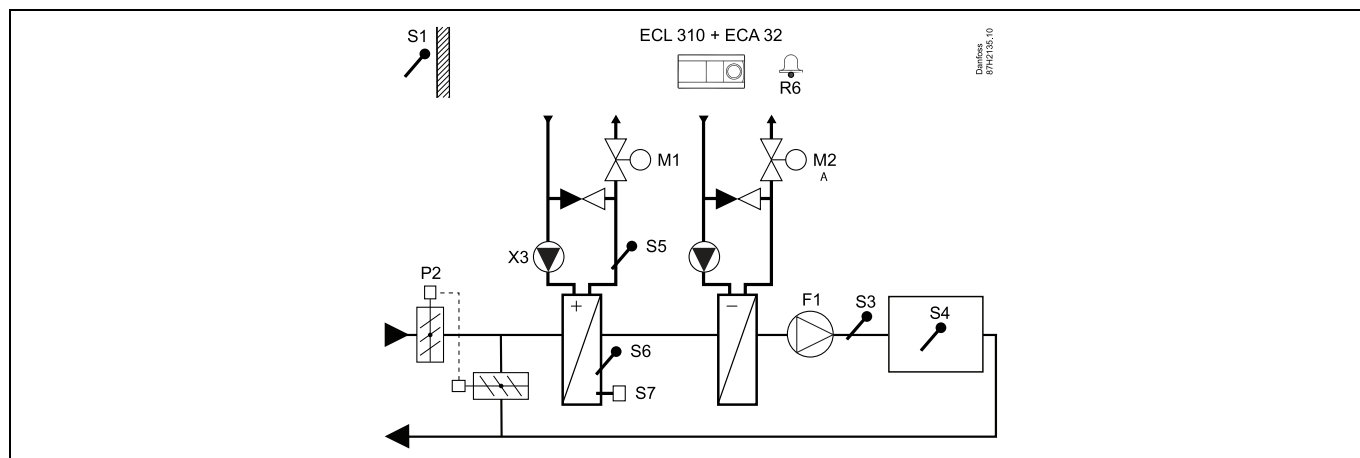 S1
ECL 310 + ECA 32
Danfoss
87H2135.10
R6
M1
M2
A
X3
S5
P2
F1
S3
S4
S6
S7
+
−